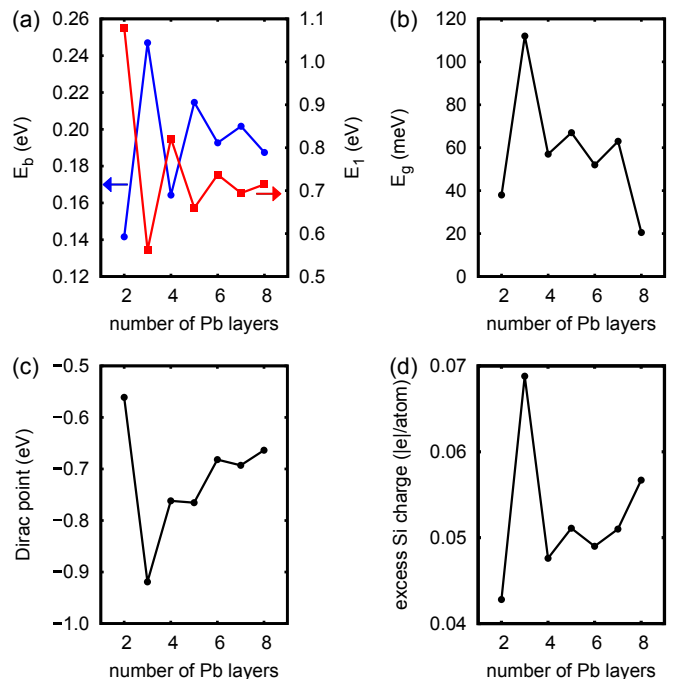 (a)
0.26
0.24
0.22
0.20
0.18
0.16
0.14
0.12
E_b (eV)
1.1
1.0
0.9
0.8
0.7
0.6
0.5
E_1 (eV)
2 4 6 8
number of Pb layers
(b)
120
100
80
60
40
20
0
E_g (meV)
2 4 6 8
number of Pb layers
(c)
−0.5
−0.6
−0.7
−0.8
−0.9
−1.0
Dirac point (eV)
2 4 6 8
number of Pb layers
(d)
0.07
0.06
0.05
0.04
excess Si charge (|e|/atom)
2 4 6 8
number of Pb layers